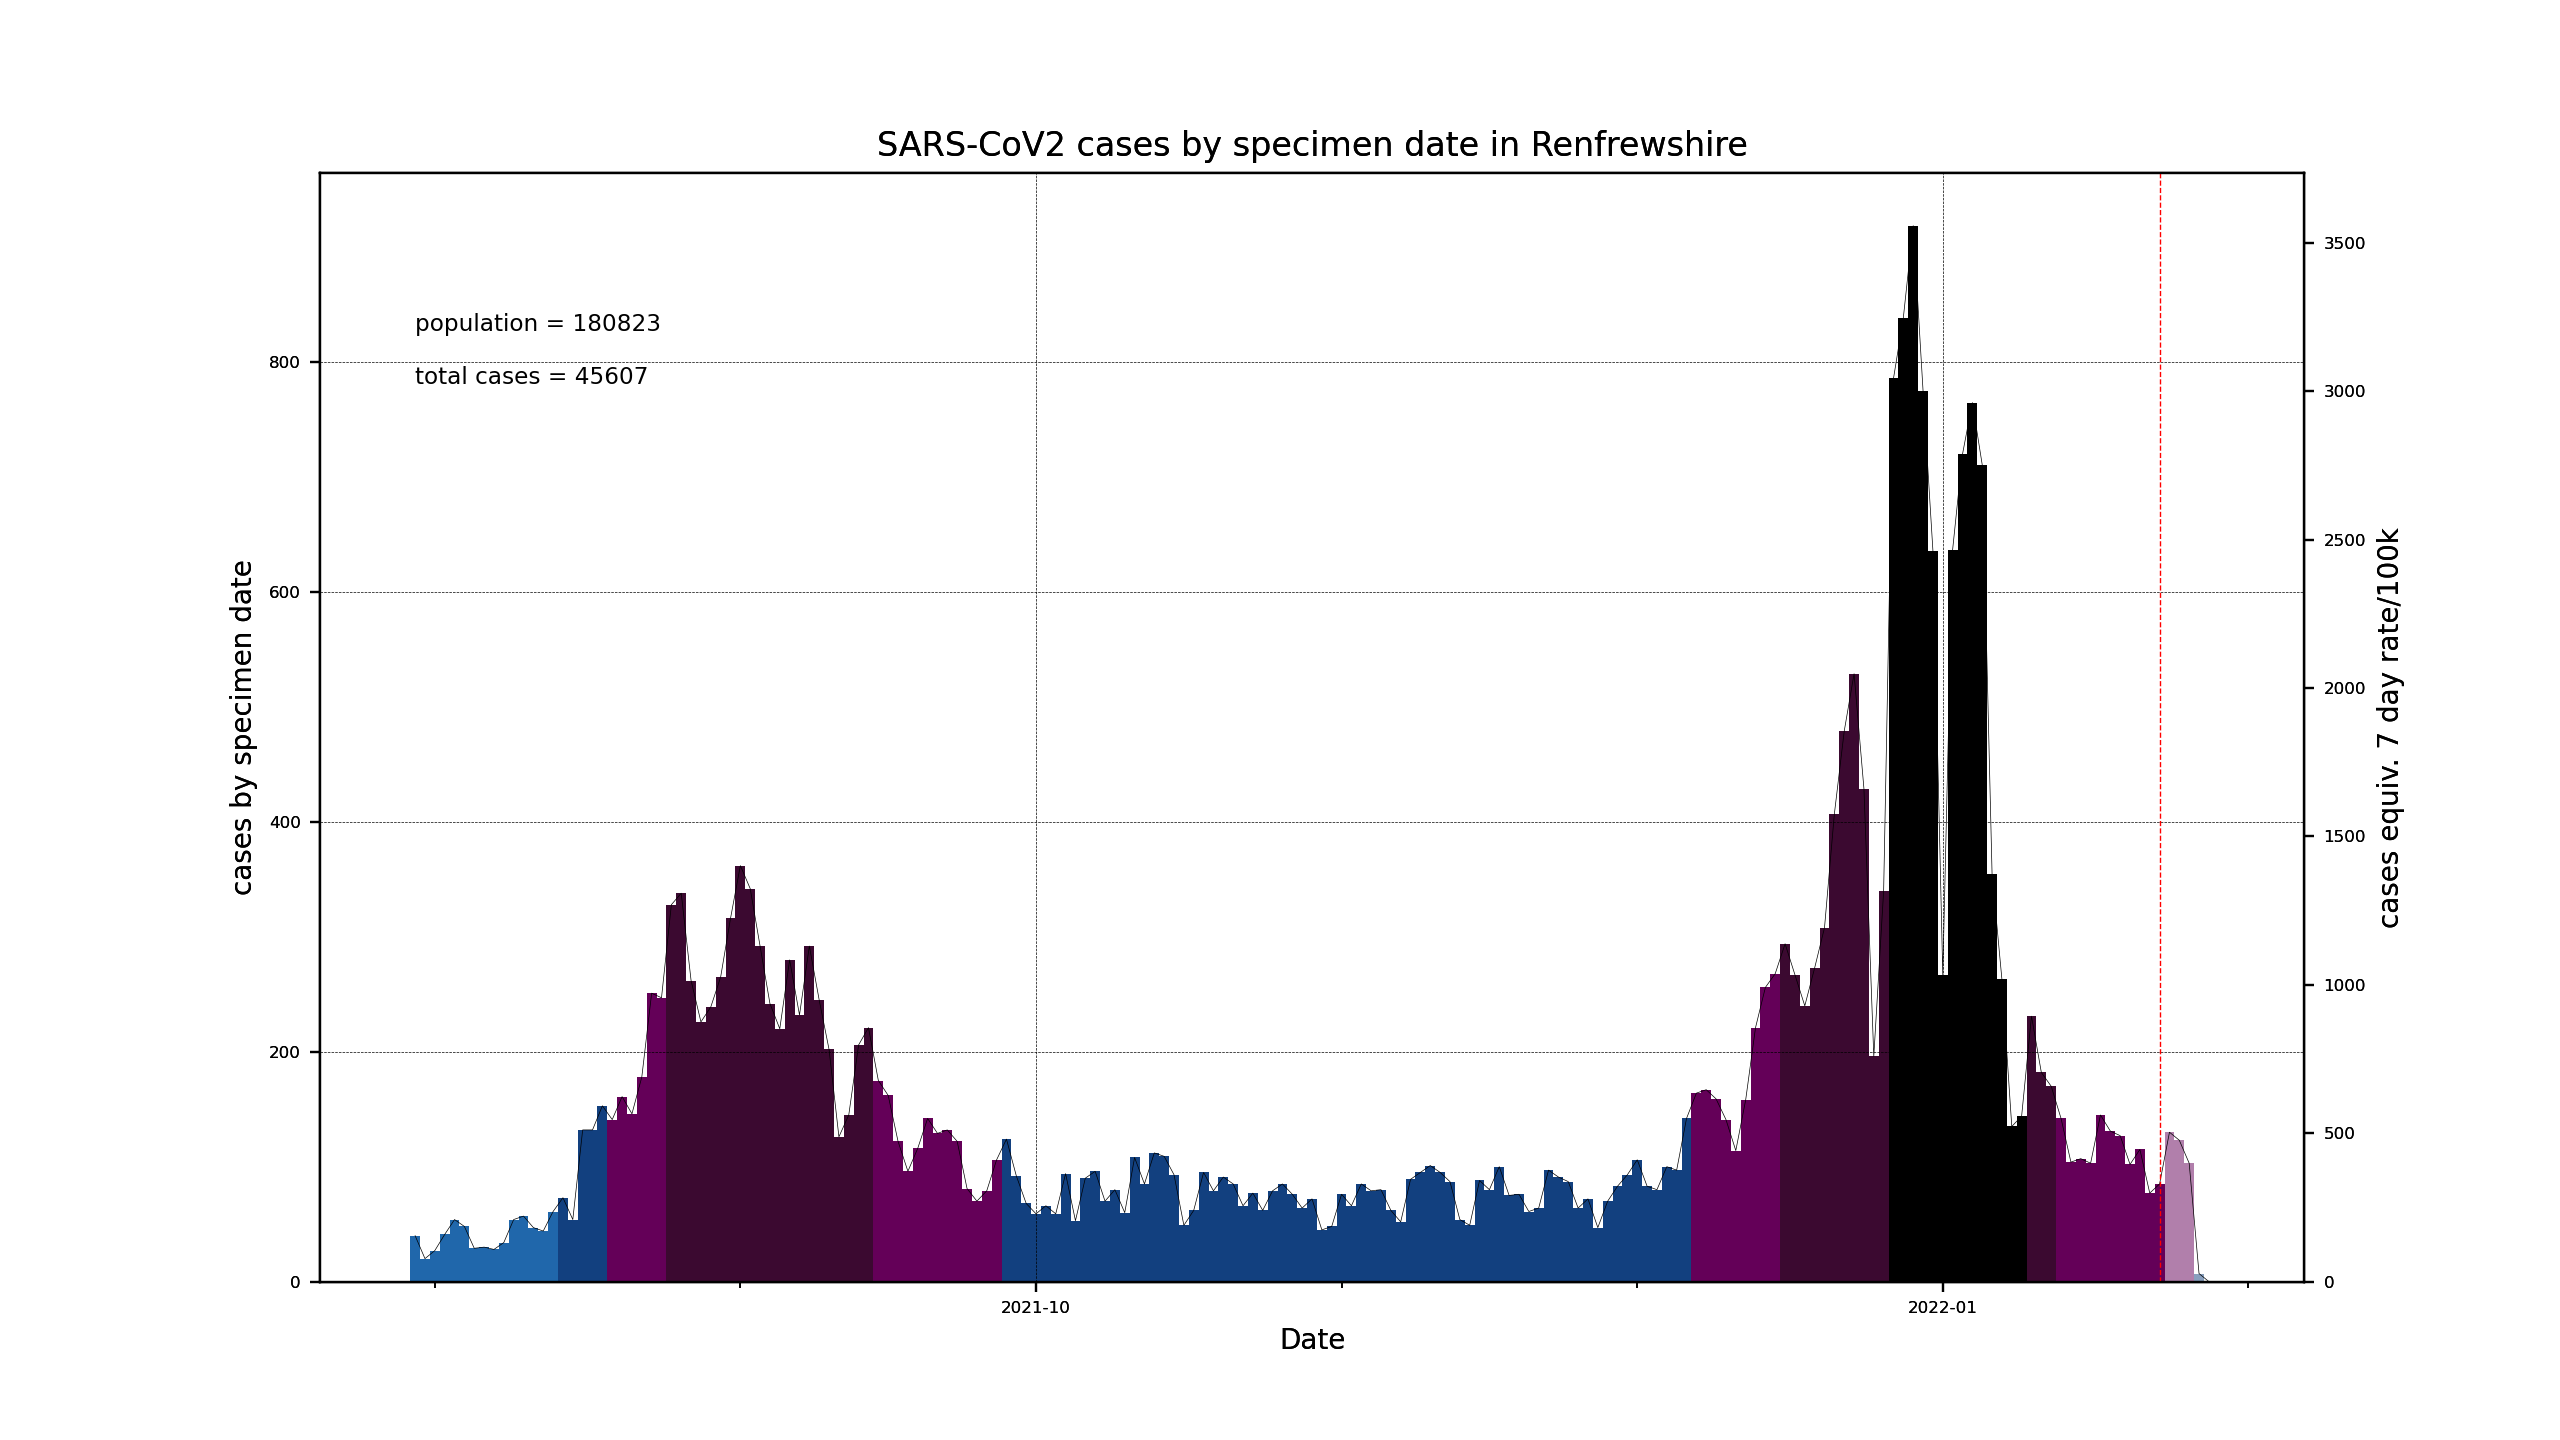 SARS-CoV2 cases by specimen date in Renfrewshire
population = 180823
total cases = 45607
cases by specimen date
800
600
400
200
0
3500
3000
2500
2000
1500
1000
500
0
cases equiv. 7 day rate/100k
2021-10
2022-01
Date